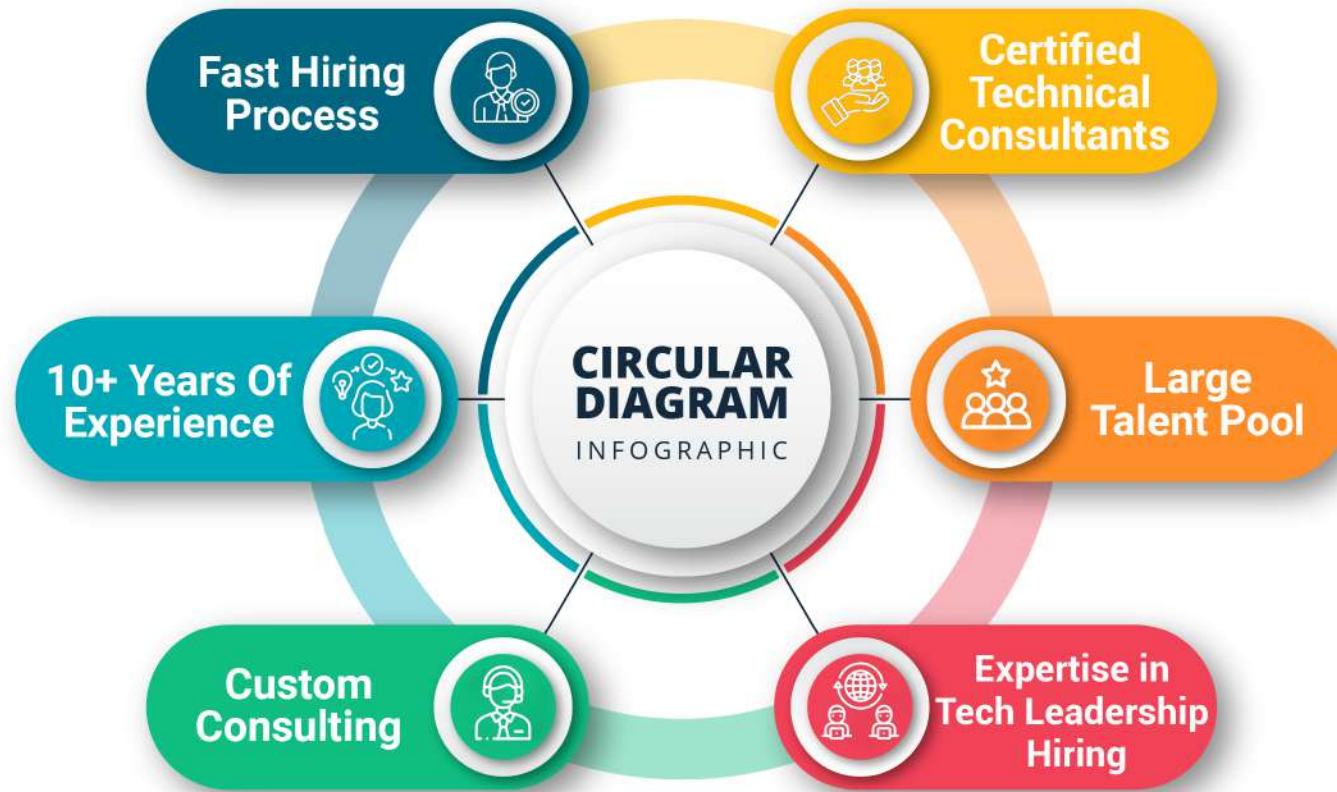 Fast Hiring
Process
Certified
Technical
Consultants
10+ Years Of
Experience
CIRCULAR
DIAGRAM
INFOGRAPHIC
Large
Talent Pool
Custom
Consulting
Expertise in
Tech Leadership
Hiring